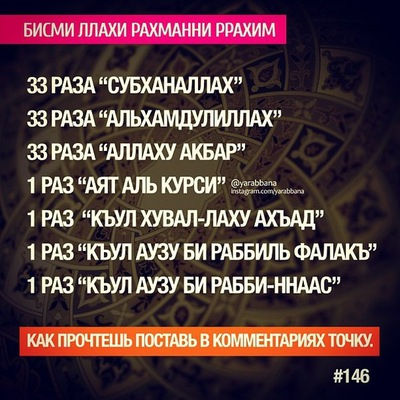 БИСМИ ЛЛАХИ РАХМАННИ РРАХИМ
33 РАЗА “СУБХАНАЛЛАХ”
33 РАЗА “АЛЬХАМДУЛИЛЛАХ”
33 РАЗА “АЛЛАХУ АКБАР”
1 РАЗ “АЯТ АЛЬ КУРСИ” @yarabbana
instagram.com/yarabbana
1 РАЗ “КЪУЛ ХУВАЛ-ЛАХУ АХЪАД”
1 РАЗ “КЪУЛ АУЗУ БИ РАББИЛЬ ФАЛАКЪ”
1 РАЗ “КЪУЛ АУЗУ БИ РАББИ-ННААС”
КАК ПРОЧТЕШЬ ПОСТАВЬ В КОММЕНТАРИЯХ ТОЧКУ.
#146